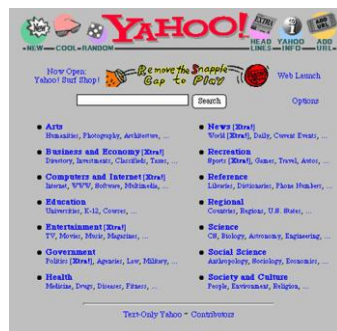 YAHOO!
NEW COOL RANDOM
HEAD LINES YAHOO INFO ADD URL
EXTRA
Now Open:
Yahoo! Surf Shop!
Remove the Snapple
Cap to Play
Web Launch
Search
Options
Arts
Humanities, Photography, Architecture, ...
Business and Economy [Xtra!]
Directory, Investments, Classifieds, Taxes, ...
Computers and Internet [Xtra!]
Internet, WWW, Software, Multimedia, ...
Education
Universities, K-12, Courses, ...
Entertainment [Xtra!]
TV, Movies, Music, Magazines, ...
Government
Politics [Xtra!], Agencies, Law, Military, ...
Health
Medicine, Drugs, Diseases, Fitness, ...
News [Xtra!]
World [Xtra!], Daily, Current Events, ...
Recreation
Sports [Xtra!], Games, Travel, Autos, ...
Reference
Libraries, Dictionaries, Phone Numbers, ...
Regional
Countries, Regions, U.S. States, ...
Science
CS, Biology, Astronomy, Engineering, ...
Social Science
Anthropology, Sociology, Economics, ...
Society and Culture
People, Environment, Religion, ...
Text-Only Yahoo - Contributors